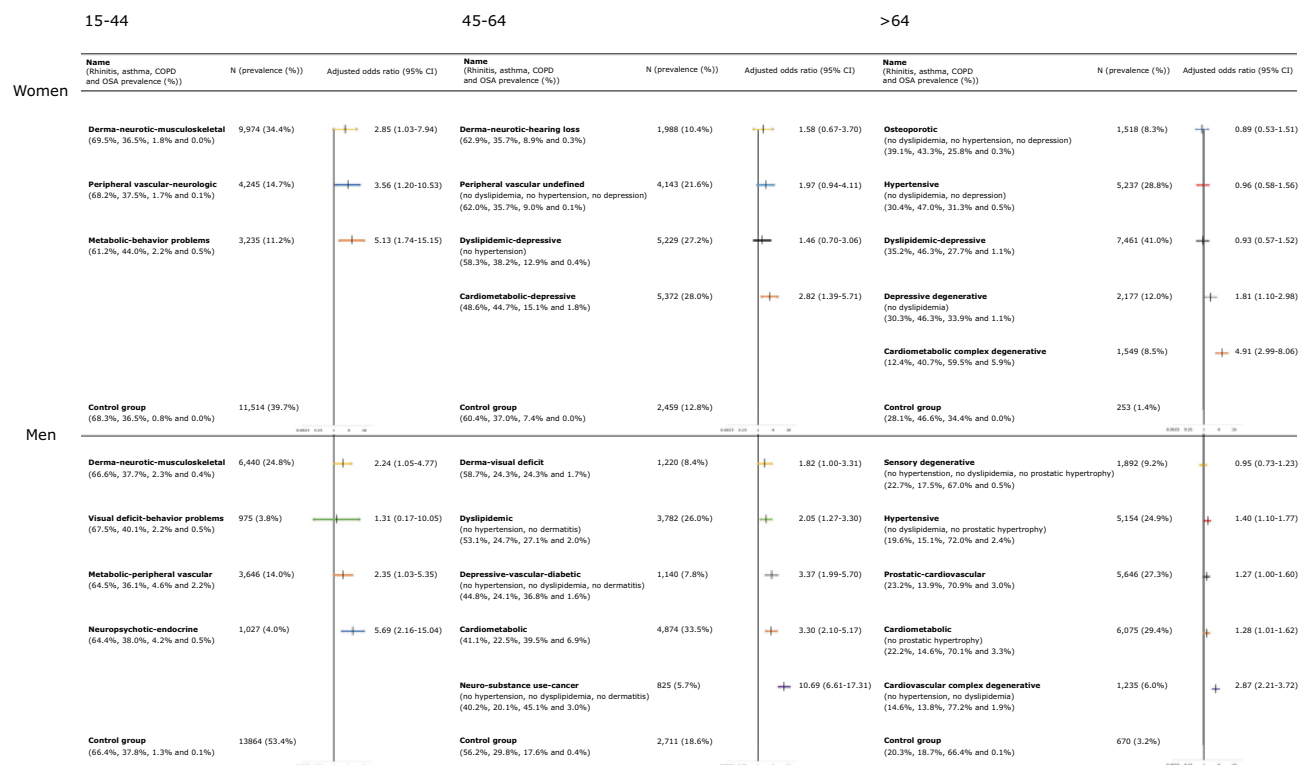 15-44 45-64 >64
Name Name Name
(Rhinitis, asthma, COPD N (prevalence (%)) Adjusted odds ratio (95% CI) (Rhinitis, asthma, COPD N (prevalence (%)) Adjusted odds ratio (95% CI) (Rhinitis, asthma, COPD N (prevalence (%)) Adjusted odds ratio (95% CI)
and OSA prevalence (%)) and OSA prevalence (%)) and OSA prevalence (%))
Women
Derma-neurotic-musculoskeletal 9,974 (34.4%) 2.85 (1.03-7.94) Derma-neurotic-hearing loss 1,988 (10.4%) 1.58 (0.67-3.70) Osteoporotic 1,518 (8.3%) 0.89 (0.53-1.51)
(69.5%, 36.5%, 1.8% and 0.0%) (62.9%, 35.7%, 8.9% and 0.3%) (no dyslipidemia, no hypertension, no depression)
(39.1%, 43.3%, 25.8% and 0.3%)
Peripheral vascular-neurologic 4,245 (14.7%) 3.56 (1.20-10.53) Peripheral vascular undefined 4,143 (21.6%) 1.97 (0.94-4.11) Hypertensive 5,237 (28.8%) 0.96 (0.58-1.56)
(68.2%, 37.5%, 1.7% and 0.1%) (no dyslipidemia, no hypertension, no depression) (no dyslipidemia, no depression)
(62.0%, 35.7%, 9.0% and 0.1%) (30.4%, 47.0%, 31.3% and 0.5%)
Metabolic-behavior problems 3,235 (11.2%) 5.13 (1.74-15.15) Dyslipidemic-depressive 5,229 (27.2%) 1.46 (0.70-3.06) Dyslipidemic-depressive 7,461 (41.0%) 0.93 (0.57-1.52)
(61.2%, 44.0%, 2.2% and 0.5%) (no hypertension) (35.2%, 46.3%, 27.7% and 1.1%)
(58.3%, 38.2%, 12.9% and 0.4%)
Cardiometabolic-depressive 5,372 (28.0%) 2.82 (1.39-5.71) Depressive degenerative 2,177 (12.0%) 1.81 (1.10-2.98)
(48.6%, 44.7%, 15.1% and 1.8%) (no dyslipidemia)
(30.3%, 46.3%, 33.9% and 1.1%)
Cardiometabolic complex degenerative 1,549 (8.5%) 4.91 (2.99-8.06)
(12.4%, 40.7%, 59.5% and 5.9%)
Control group 11,514 (39.7%) Control group 2,459 (12.8%) Control group 253 (1.4%)
(68.3%, 36.5%, 0.8% and 0.0%) (60.4%, 37.0%, 7.4% and 0.0%) (28.1%, 46.6%, 34.4% and 0.0%)
Men
Derma-neurotic-musculoskeletal 6,440 (24.8%) 2.24 (1.05-4.77) Derma-visual deficit 1,220 (8.4%) 1.82 (1.00-3.31) Sensory degenerative 1,892 (9.2%) 0.95 (0.73-1.23)
(66.6%, 37.7%, 2.3% and 0.4%) (58.7%, 24.3%, 24.3% and 1.7%) (no hypertenstion, no dyslipidemia, no prostatic hypertrophy)
(22.7%, 17.5%, 67.0% and 0.5%)
Visual deficit-behavior problems 975 (3.8%) 1.31 (0.17-10.05) Dyslipidemic 3,782 (26.0%) 2.05 (1.27-3.30) Hypertensive 5,154 (24.9%) 1.40 (1.10-1.77)
(67.5%, 40.1%, 2.2% and 0.5%) (no hypertension, no dermatitis) (no dyslipidemia, no prostatic hypertrophy)
(53.1%, 24.7%, 27.1% and 2.0%) (19.6%, 15.1%, 72.0% and 2.4%)
Metabolic-peripheral vascular 3,646 (14.0%) 2.35 (1.03-5.35) Depressive-vascular-diabetic 1,140 (7.8%) 3.37 (1.99-5.70) Prostatic-cardiovascular 5,646 (27.3%) 1.27 (1.00-1.60)
(64.5%, 36.1%, 4.6% and 2.2%) (no hypertension, no dyslipidemia, no dermatitis) (23.2%, 13.9%, 70.9% and 3.0%)
(44.8%, 24.1%, 36.8% and 1.6%)
Neuropsychotic-endocrine 1,027 (4.0%) 5.69 (2.16-15.04) Cardiometabolic 4,874 (33.5%) 3.30 (2.10-5.17) Cardiometabolic 6,075 (29.4%) 1.28 (1.01-1.62)
(64.4%, 38.0%, 4.2% and 0.5%) (41.1%, 22.5%, 39.5% and 6.9%) (no prostatic hypertrophy)
(22.2%, 14.6%, 70.1% and 3.3%)
Neuro-substance use-cancer 825 (5.7%) 10.69 (6.61-17.31) Cardiovascular complex degenerative 1,235 (6.0%) 2.87 (2.21-3.72)
(no hypertension, no dysplipidemia, no dermatitis) (no hypertension, no dyslipidemia)
(40.2%, 20.1%, 45.1% and 3.0%) (14.6%, 13.8%, 77.2% and 1.9%)
Control group 13864 (53.4%) Control group 2,711 (18.6%) Control group 670 (3.2%)
(66.4%, 37.8%, 1.3% and 0.1%) (56.2%, 29.8%, 17.6% and 0.4%) (20.3%, 18.7%, 66.4% and 0.1%)